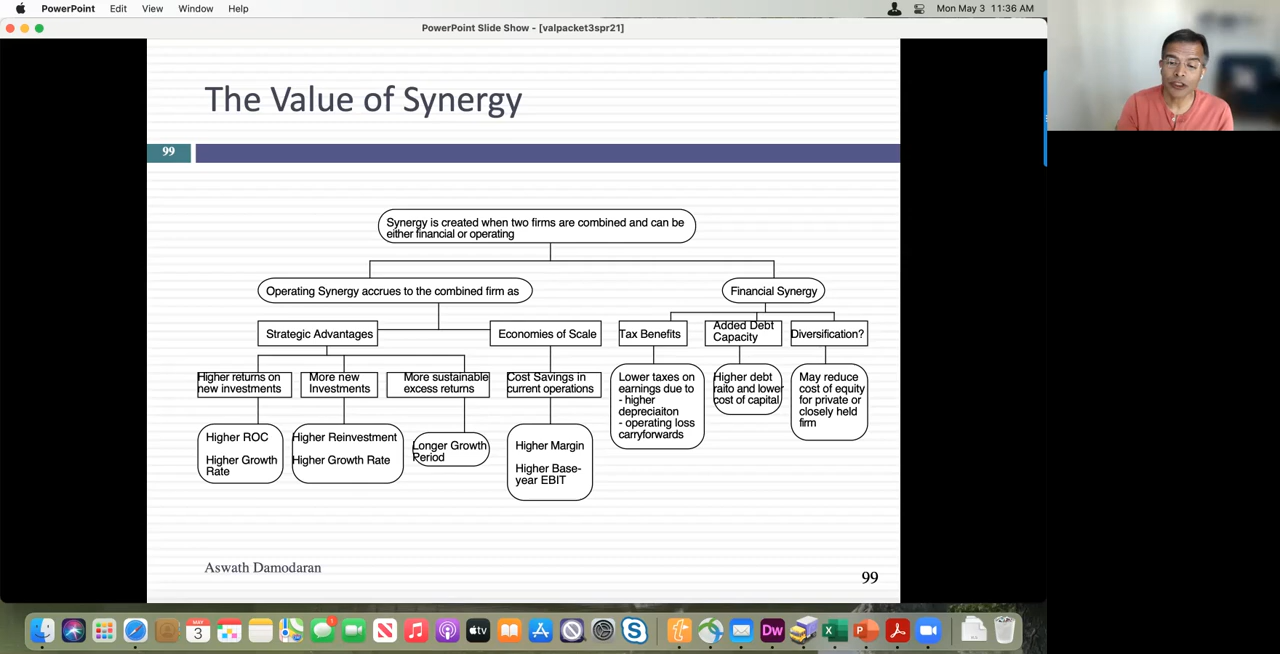 PowerPoint Edit View Window Help Mon May 3 11:36 AM
PowerPoint Slide Show - [valpacket3spr21]
The Value of Synergy
99
Synergy is created when two firms are combined and can be
either financial or operating
Operating Synergy accrues to the combined firm as
Financial Synergy
Strategic Advantages
Economies of Scale
Tax Benefits
Added Debt
Capacity
Diversification?
Higher returns on
new investments
More new
Investments
More sustainable
excess returns
Cost Savings in
current operations
Lower taxes on
earnings due to
- higher
depreciaiton
- operating loss
carryforwards
Higher debt
raito and lower
cost of capital
May reduce
cost of equity
for private or
closely held
firm
Higher ROC
Higher Growth
Rate
Higher Reinvestment
Higher Growth Rate
Longer Growth
Period
Higher Margin
Higher Base-
year EBIT
Aswath Damodaran
99
MAY
3
1
tv
Dw
X
P